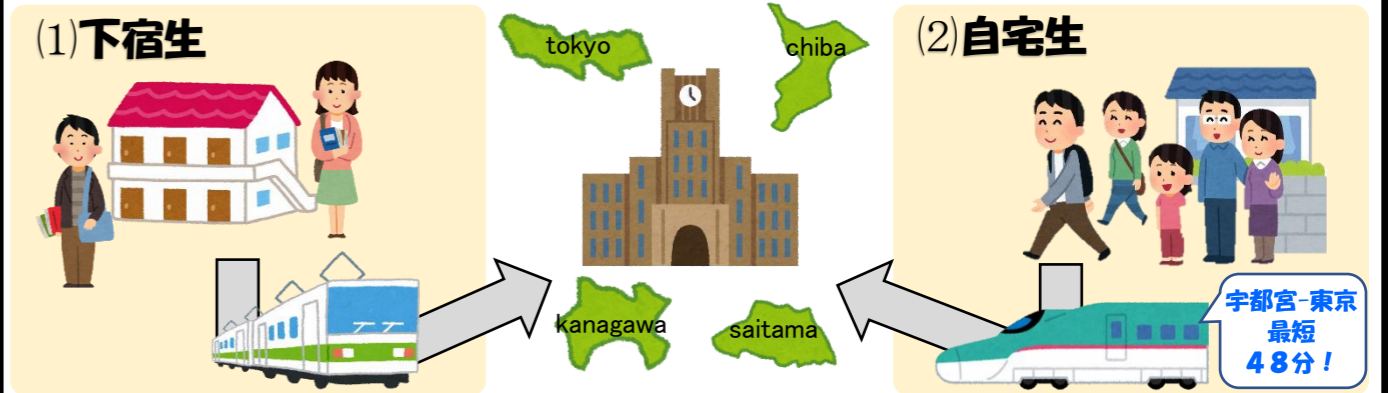 (1)下宿生
tokyo
chiba
(2)自宅生
kanagawa
saitama
宇都宮-東京
最短
48分!